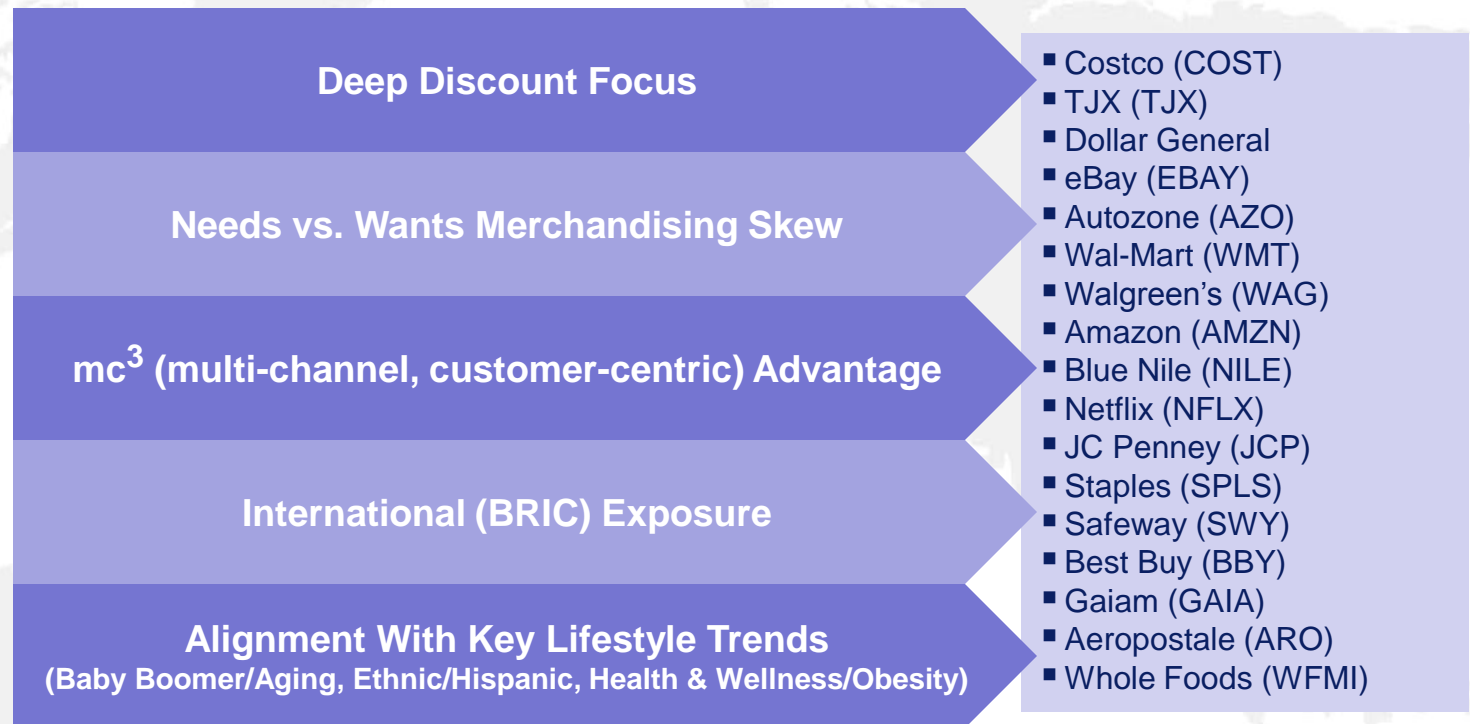 Deep Discount Focus
Needs vs. Wants Merchandising Skew
mc³ (multi-channel, customer-centric) Advantage
International (BRIC) Exposure
Alignment With Key Lifestyle Trends
(Baby Boomer/Aging, Ethnic/Hispanic, Health & Wellness/Obesity)
▪ Costco (COST)
▪ TJX (TJX)
▪ Dollar General
▪ eBay (EBAY)
▪ Autozone (AZO)
▪ Wal-Mart (WMT)
▪ Walgreen’s (WAG)
▪ Amazon (AMZN)
▪ Blue Nile (NILE)
▪ Netflix (NFLX)
▪ JC Penney (JCP)
▪ Staples (SPLS)
▪ Safeway (SWY)
▪ Best Buy (BBY)
▪ Gaiam (GAIA)
▪ Aeropostale (ARO)
▪ Whole Foods (WFMI)